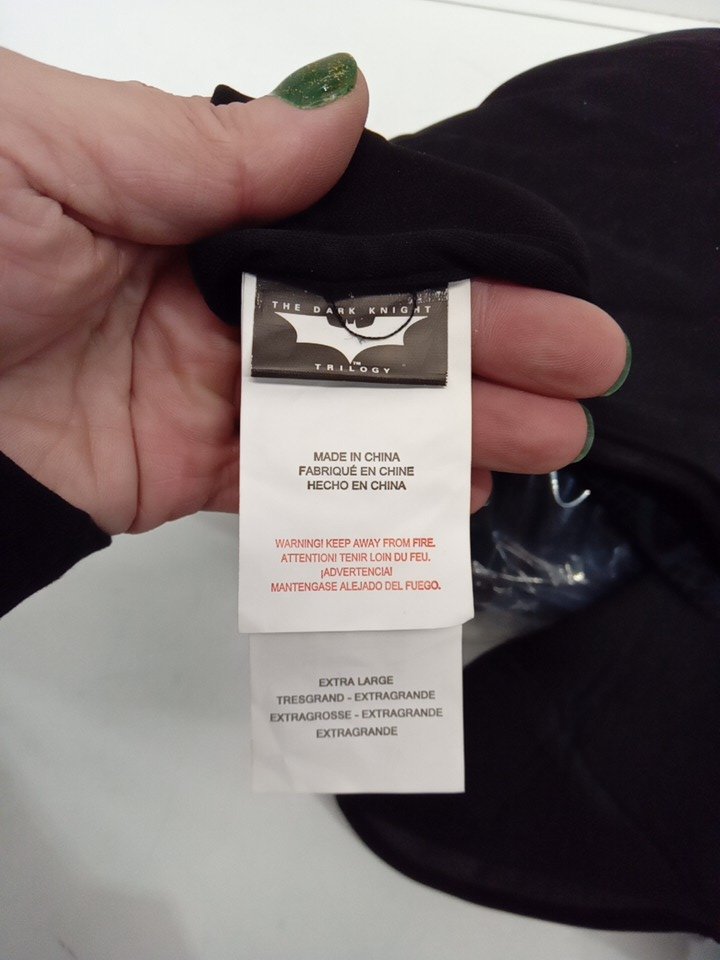 THE DARK KNIGHT
TM
TRILOGY
MADE IN CHINA
FABRIQUÉ EN CHINE
HECHO EN CHINA
WARNING! KEEP AWAY FROM FIRE.
ATTENTION! TENIR LOIN DU FEU.
¡ADVERTENCIA!
MANTENGASE ALEJADO DEL FUEGO.
EXTRA LARGE
TRESGRAND - EXTRAGRANDE
EXTRAGROSSE - EXTRAGRANDE
EXTRAGRANDE